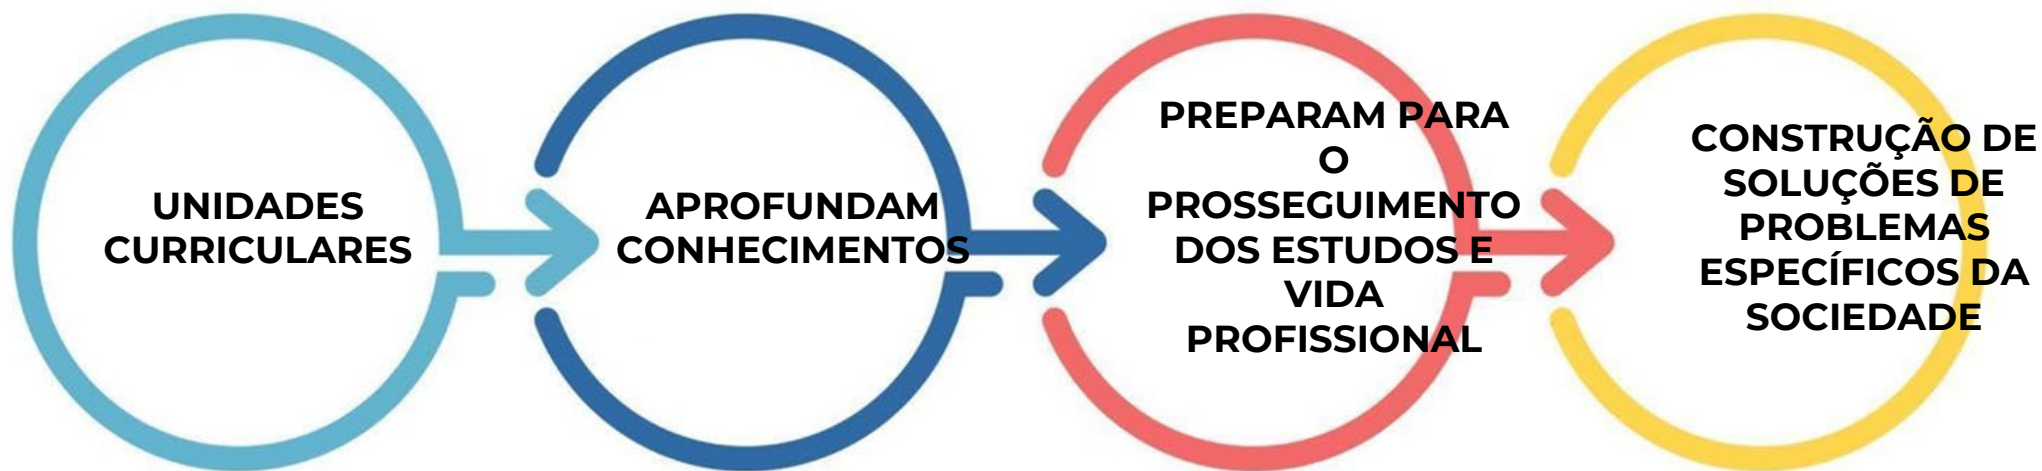 UNIDADES
CURRICULARES
APROFUNDAM
CONHECIMENTOS
PREPARAM PARA
O
PROSSEGUIMENTO
DOS ESTUDOS E
VIDA
PROFISSIONAL
CONSTRUÇÃO DE
SOLUÇÕES DE
PROBLEMAS
ESPECÍFICOS DA
SOCIEDADE